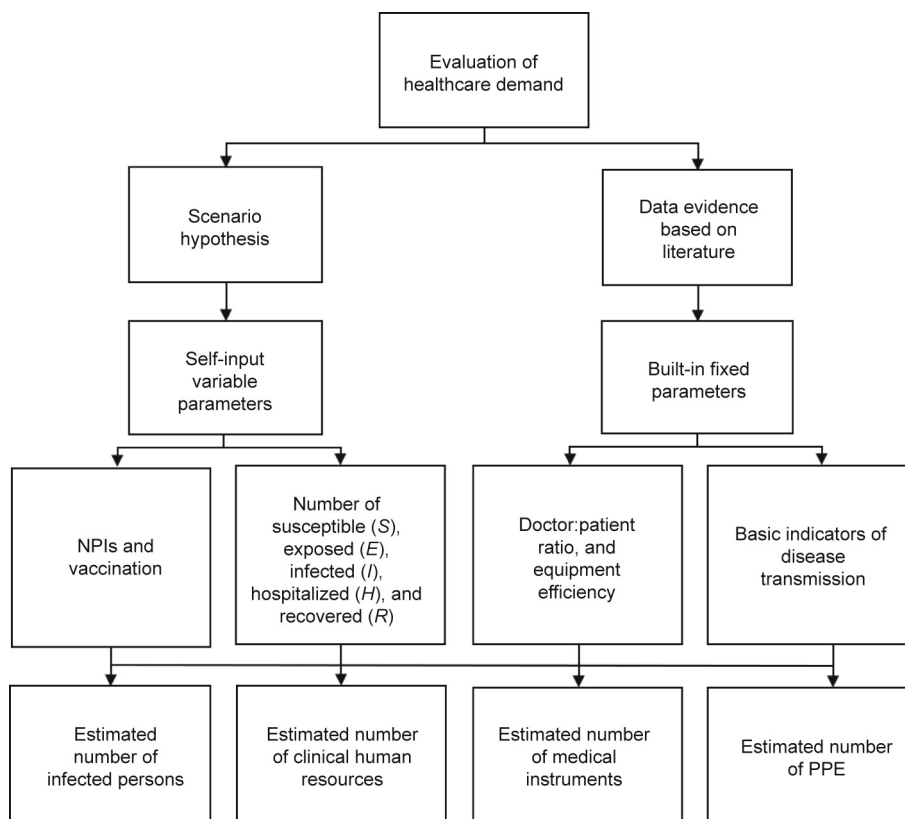 Evaluation of
healthcare demand
Scenario
hypothesis
Data evidence
based on
literature
Self-input
variable
parameters
Built-in fixed
parameters
NPIs and
vaccination
Number of
susceptible (S),
exposed (E),
infected (I),
hospitalized (H), and
recovered (R)
Doctor:patient
ratio, and
equipment
efficiency
Basic indicators of
disease
transmission
Estimated
number of
infected persons
Estimated number
of clinical human
resources
Estimated number
of medical
instruments
Estimated number
of PPE